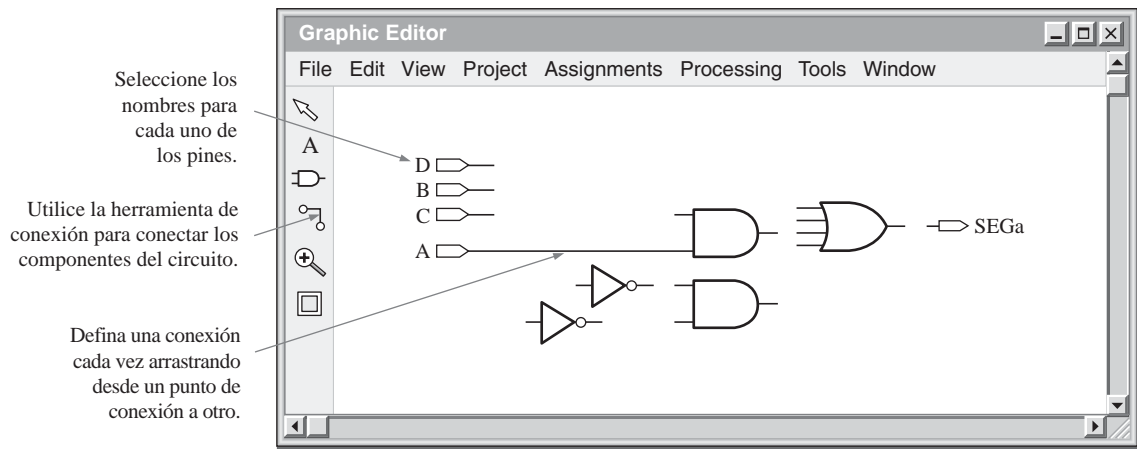 Graphic Editor
File Edit View Project Assignments Processing Tools Window
Seleccione los
nombres para
cada uno de
los pines.
Utilice la herramienta de
conexión para conectar los
componentes del circuito.
Defina una conexión
cada vez arrastrando
desde un punto de
conexión a otro.
A
D
B
C
A
SEGa